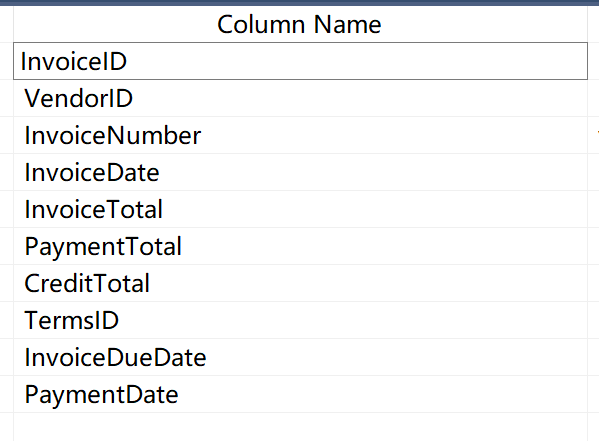 Column Name
InvoiceID
VendorID
InvoiceNumber
InvoiceDate
InvoiceTotal
PaymentTotal
CreditTotal
TermsID
InvoiceDueDate
PaymentDate